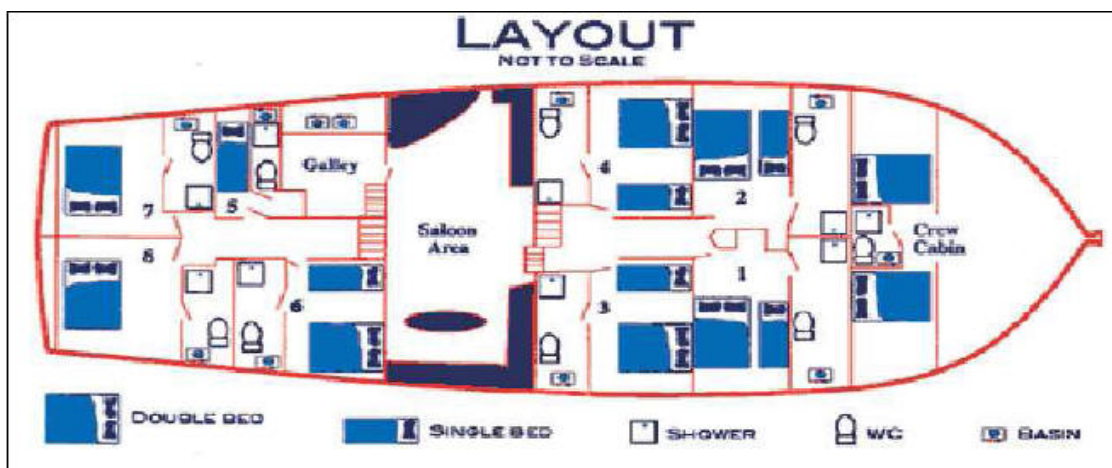 LAYOUT
NOT TO SCALE
Galley
7
5
4
2
Saloon
Area
Crew
Cabin
8
6
3
1
DOUBLE BED
SINGLE BED
SHOWER
WC
BASIN